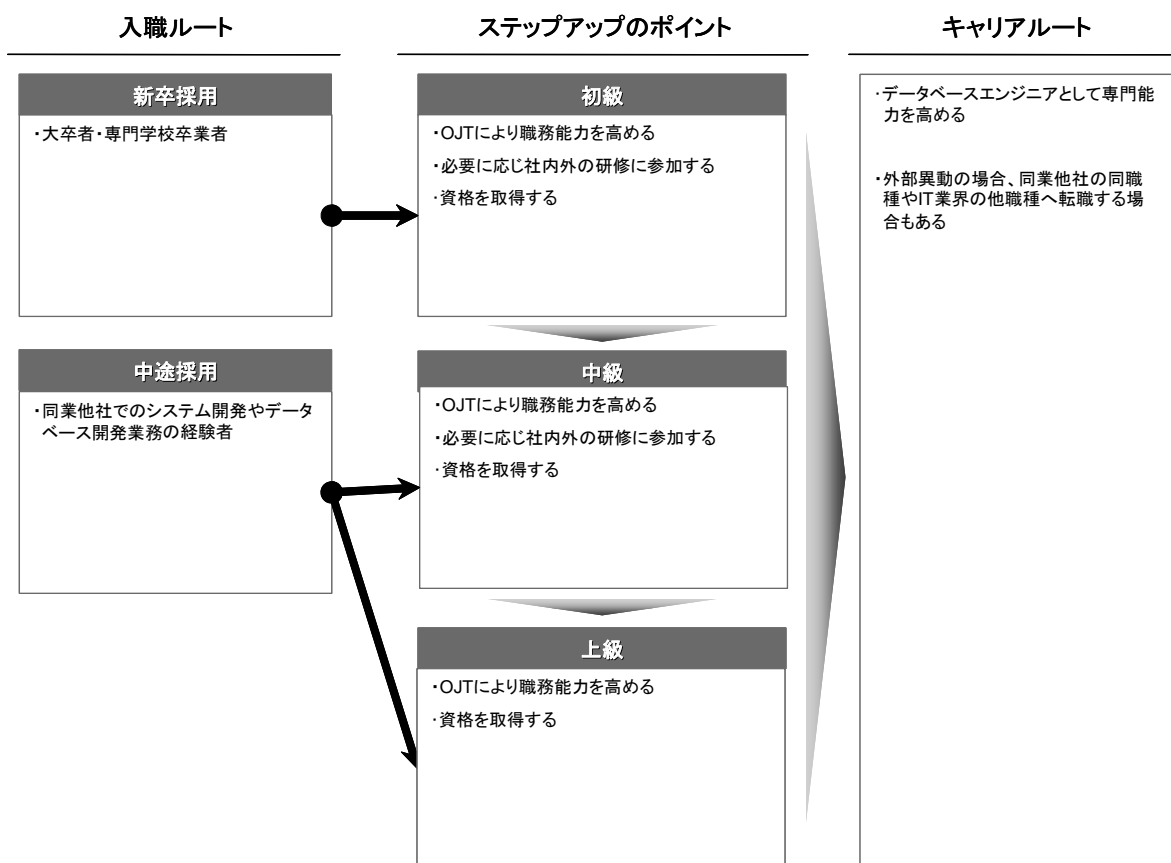 入職ルート
ステップアップのポイント
キャリアルート
新卒採用
・大卒者・専門学校卒業者
初級
・OJTにより職務能力を高める
・必要に応じ社内外の研修に参加する
・資格を取得する
・データベースエンジニアとして専門能
力を高める
・外部異動の場合、同業他社の同職
種やIT業界の他職種へ転職する場
合もある
中途採用
・同業他社でのシステム開発やデータ
ベース開発業務の経験者
中級
・OJTにより職務能力を高める
・必要に応じ社内外の研修に参加する
・資格を取得する
上級
・OJTにより職務能力を高める
・資格を取得する